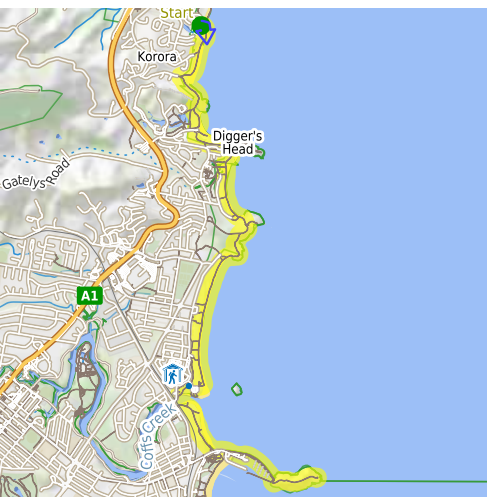 Start
Korora
Digger's
Head
Gatelys Road
A1
Coffs Creek